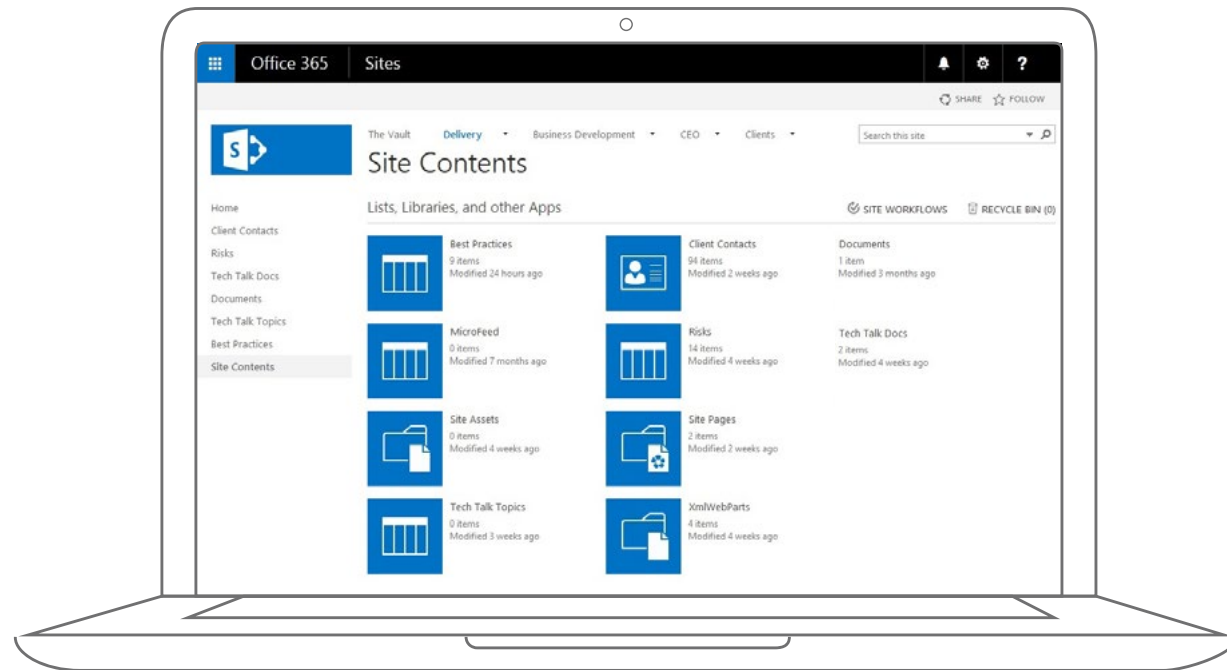 Office 365 Sites ?
SHARE FOLLOW
The Vault Delivery Business Development CEO Clients Search this site
S
Site Contents
Lists, Libraries, and other Apps SITE WORKFLOWS RECYCLE BIN (0)
Home
Client Contacts
Risks
Tech Talk Docs
Documents
Tech Talk Topics
Best Practices
Site Contents
Best Practices
9 items
Modified 24 hours ago
Client Contacts
94 items
Modified 2 weeks ago
Documents
1 item
Modified 3 months ago
MicroFeed
0 items
Modified 7 months ago
Risks
14 items
Modified 4 weeks ago
Tech Talk Docs
2 items
Modified 4 weeks ago
Site Assets
0 items
Modified 4 weeks ago
Site Pages
2 items
Modified 2 weeks ago
Tech Talk Topics
0 items
Modified 3 weeks ago
XmlWebParts
4 items
Modified 4 weeks ago